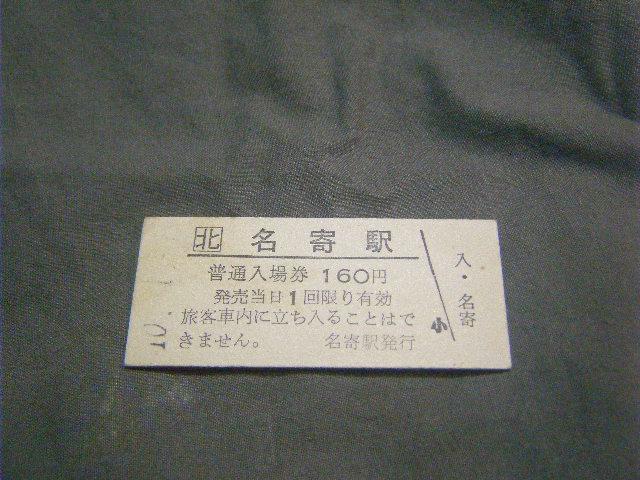 北 名寄駅
普通入場券 160円
発売当日1回限り有効
旅客車内に立ち入ることはで
きません。 名寄駅発行
小
入・名寄
10.